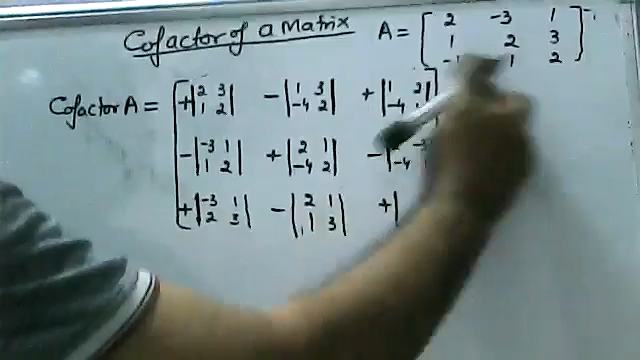 Cofactor of a Matrix A = [ 2 -3 1
1 2 3
1 2 ]
Cofactor A = [ +|2 3 -|1 3 +|1 2|
1 2| -4 2| -4
-|-3 1| +|2 1| -| -3
1 2| -4 2| -4
+|-3 1 -|2 1 +|
2 3| 1 3|